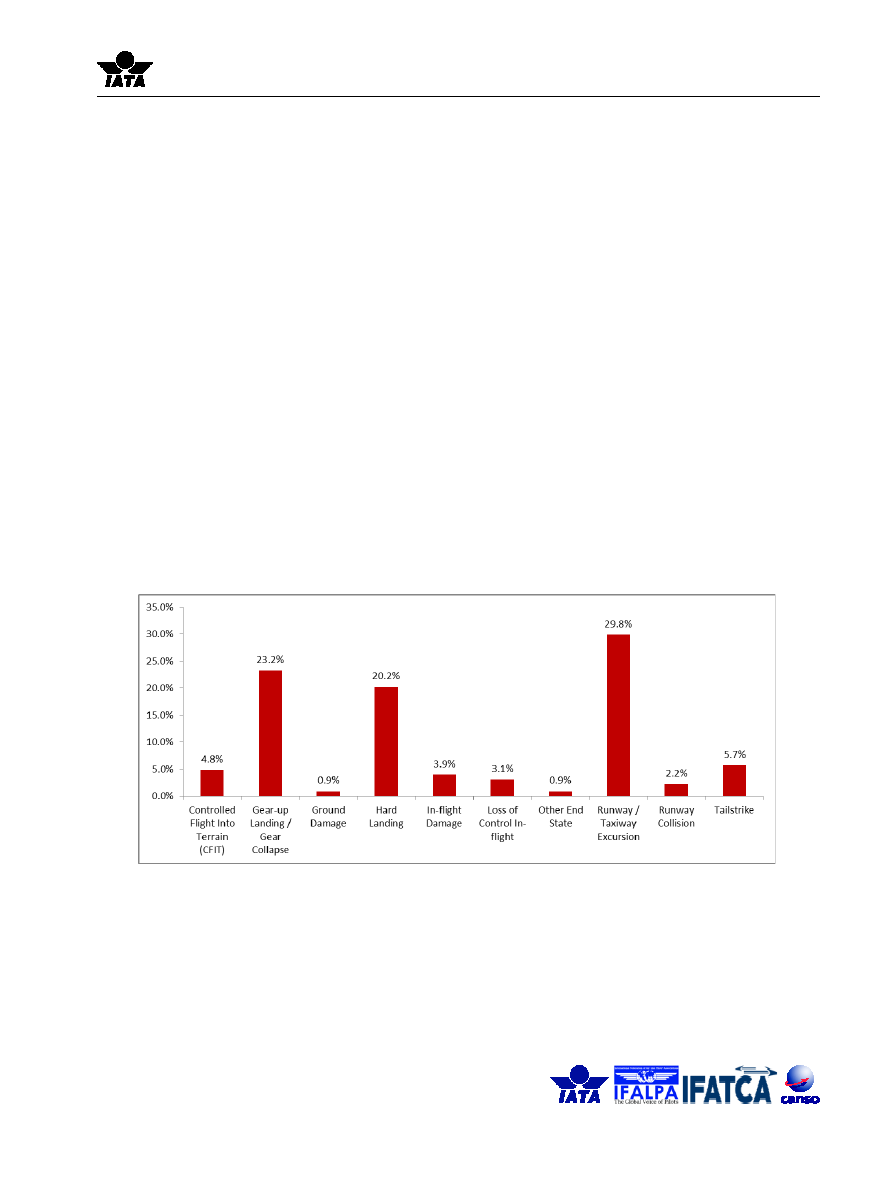 IATA
35.0%
30.0%
25.0%
20.0%
15.0%
10.0%
5.0%
0.0%
4.8%
23.2%
0.9%
20.2%
3.9%
3.1%
0.9%
29.8%
2.2%
5.7%
Controlled
Flight Into
Terrain
(CFIT)
Gear-up
Landing /
Gear
Collapse
Ground
Damage
Hard
Landing
In-flight
Damage
Loss of
Control In-
flight
Other End
State
Runway /
Taxiway
Excursion
Runway
Collision
Tailstrike
IATA
IFALPA
The Global Voice of Pilots
IFATCA
canso